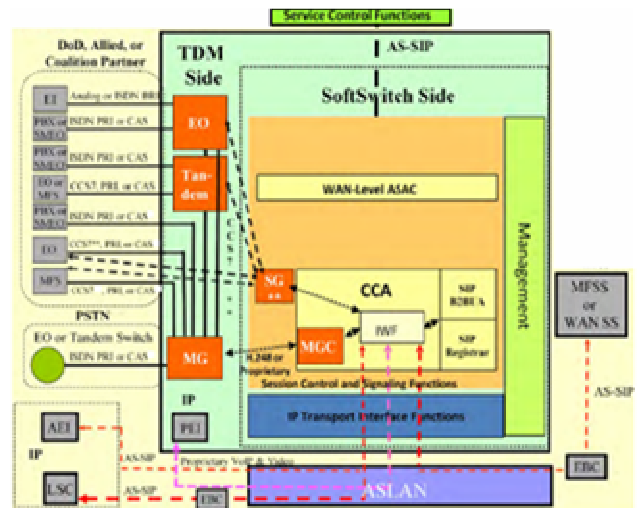 Service Control Functions
DoD, Allied, or
Coalition Partner
TDM
Side
AS-SIP
SoftSwitch Side
EI
Analog or ISDN BRI
PBX or
SMEO
ISDN PRI or CAS
EO
PBX or
SMEO
ISDN PRI or CAS
Tan-
dem
EO or
MFS
CCS7, PRI, or CAS
WAN-Level ASAC
Management
PBX or
SMEO
ISDN PRI or CAS
CCS7
EO
CCS7**, PRI, or CAS
MFS
CCS7 , PRI, or CAS
SG
CCA
SIP
B2BUA
MFSS
or
WAN SS
IWF
PSTN
EO or Tandem Switch
ISDN PRI or CAS
MG
MGC
SIP
Registrar
H.248 or
Proprietary
Session Control and Signaling Functions
AS-SIP
IP
IP Transport Interface Functions
PEI
AEI
IP
AS-SIP
Proprietary VoIP & Video
EBC
LSC
AS-SIP
EBC
ASLAN